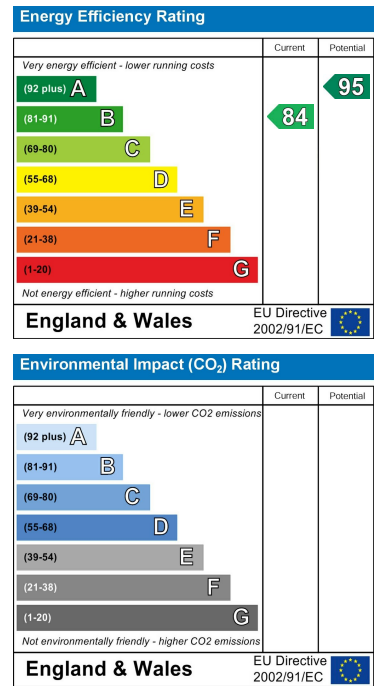 Energy Efficiency Rating
Current Potential
Very energy efficient - lower running costs
(92 plus) A
95
(81-91) B
84
(69-80) C
(55-68) D
(39-54) E
(21-38) F
(1-20) G
Not energy efficient - higher running costs
England & Wales
EU Directive
2002/91/EC
Environmental Impact (CO₂) Rating
Current Potential
Very environmentally friendly - lower CO2 emissions
(92 plus) A
(81-91) B
(69-80) C
(55-68) D
(39-54) E
(21-38) F
(1-20) G
Not environmentally friendly - higher CO2 emissions
England & Wales
EU Directive
2002/91/EC